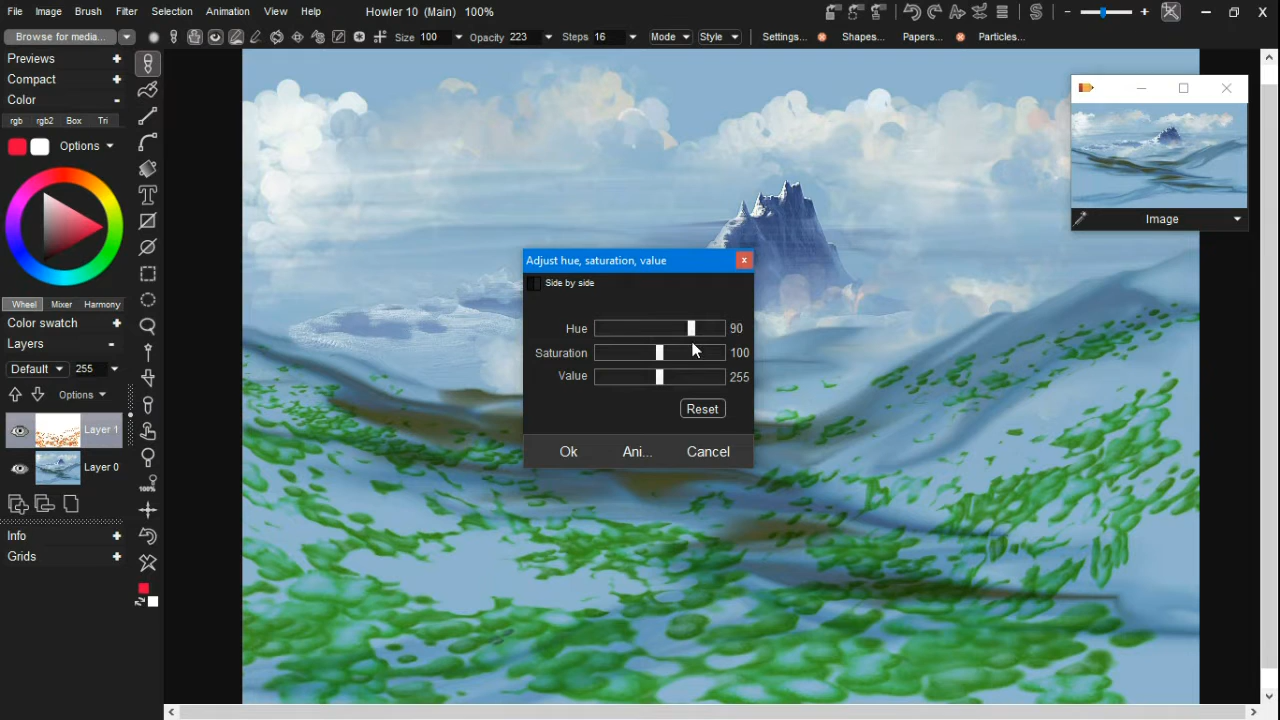 File Image Brush Filter Selection Animation View Help Howler 10 (Main) 100%
Browse for media... Size 100 Opacity 223 Steps 16 Mode Style Settings... Shapes... Papers... Particles...
Previews
Compact
Color
rgb rgb2 Box Tri
Options
Wheel Mixer Harmony
Color swatch
Layers
Default 255
Options
Layer 1
Layer 0
Info
Grids
100%
Adjust hue, saturation, value
Side by side
Hue 90
Saturation 100
Value 255
Reset
Ok Ani... Cancel
Image